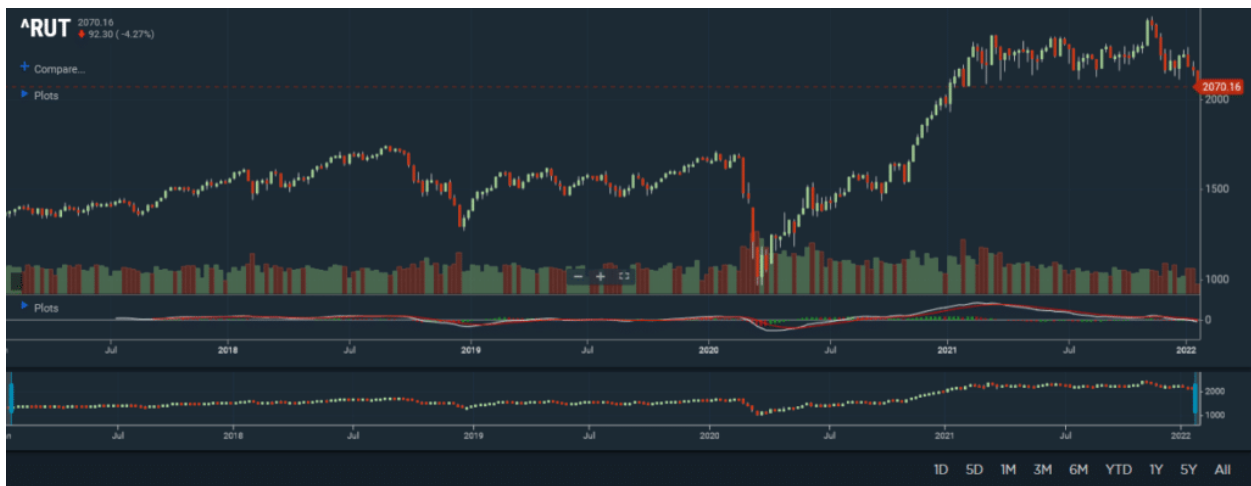 ^RUT 2070.16
92.30 ( -4.27%)
+ Compare...
Plots
2070.16
2000
1500
1000
Plots
0
Jul 2018 Jul 2019 Jul 2020 Jul 2021 Jul 2022
2000
1000
Jul 2018 Jul 2019 Jul 2020 Jul 2021 Jul 2022
1D 5D 1M 3M 6M YTD 1Y 5Y All